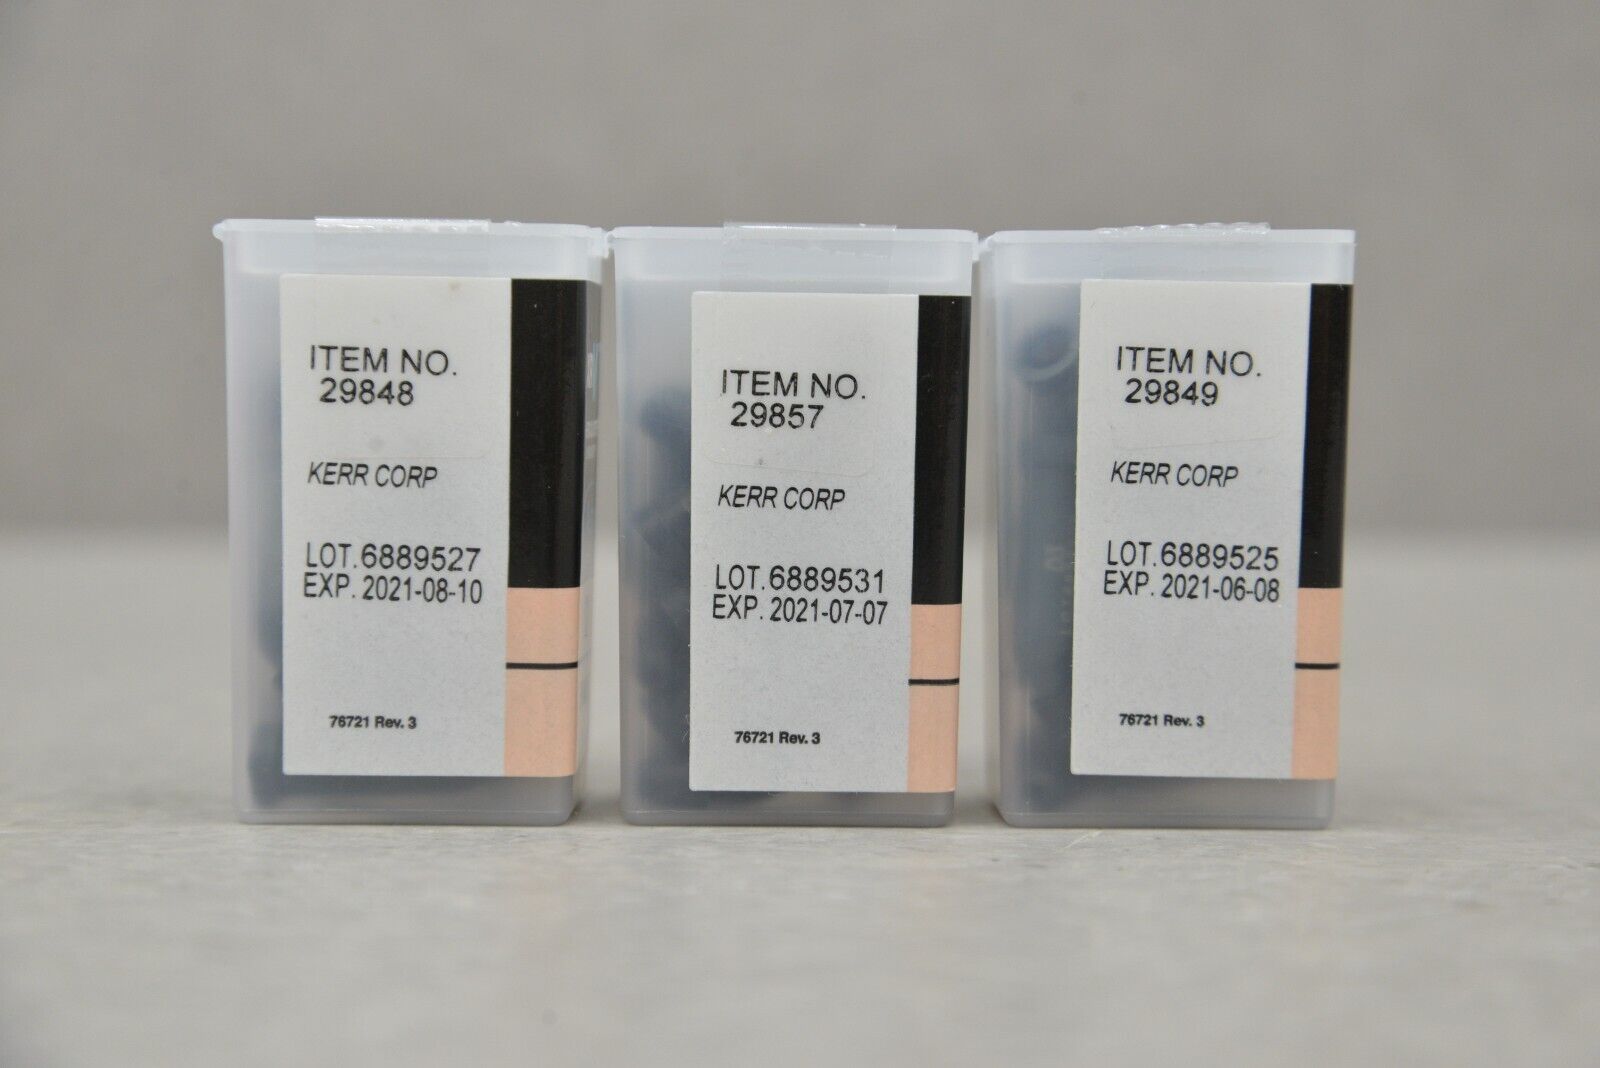 ITEM NO.
29848
KERR CORP
LOT.6889527
EXP. 2021-08-10
76721 Rev. 3
ITEM NO.
29857
KERR CORP
LOT.6889531
EXP. 2021-07-07
76721 Rev. 3
ITEM NO.
29849
KERR CORP
LOT.6889525
EXP. 2021-06-08
76721 Rev. 3